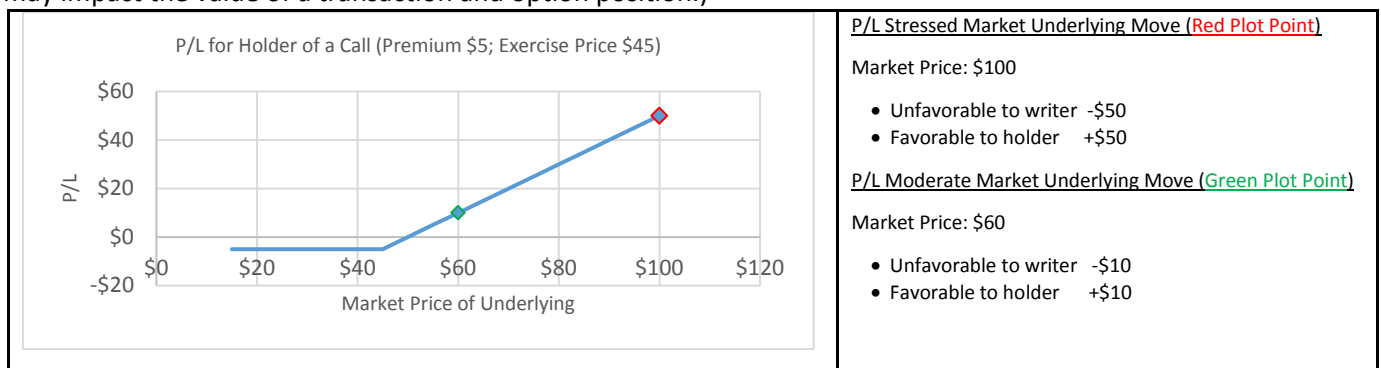 may impact the value of a transaction and option position.)
P/L for Holder of a Call (Premium $5; Exercise Price $45)
$60
$40
$20
$0
-$20
P/L
$0 $20 $40 $60 $80 $100 $120
Market Price of Underlying
P/L Stressed Market Underlying Move (Red Plot Point)
Market Price: $100
• Unfavorable to writer -$50
• Favorable to holder +$50
P/L Moderate Market Underlying Move (Green Plot Point)
Market Price: $60
• Unfavorable to writer -$10
• Favorable to holder +$10